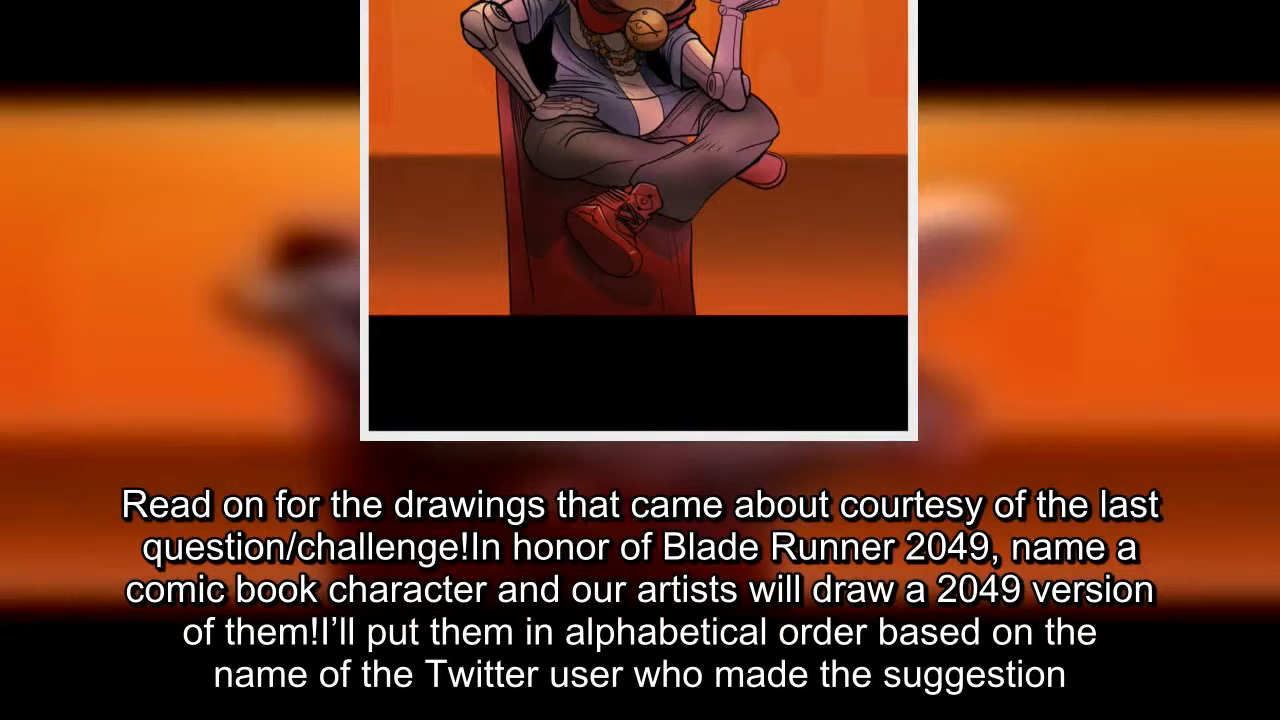 Read on for the drawings that came about courtesy of the last
question/challenge!In honor of Blade Runner 2049, name a
comic book character and our artists will draw a 2049 version
of them!I’ll put them in alphabetical order based on the
name of the Twitter user who made the suggestion